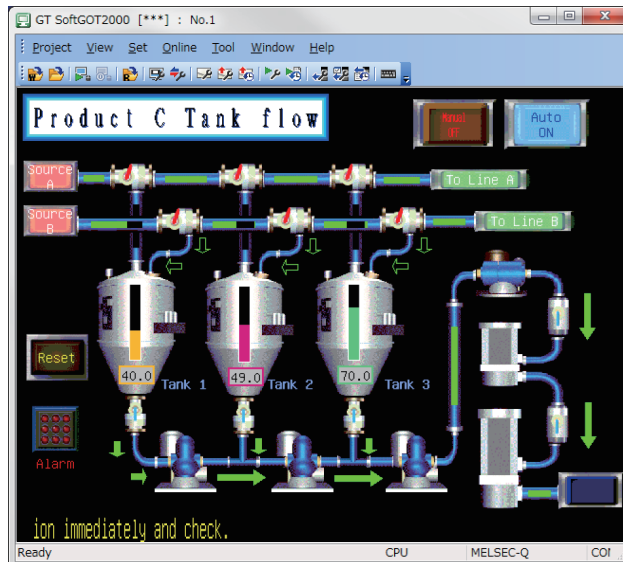 GT SoftGOT2000 [***] : No.1
Project View Set Online Tool Window Help
Product C Tank flow
Manual
OFF
Auto
ON
Source
A
To Line A
Source
B
To Line B
Reset
40.0
Tank 1
49.0
Tank 2
70.0
Tank 3
Alarm
ion immediately and check.
Ready CPU MELSEC-Q